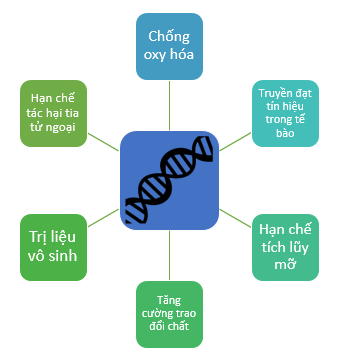 Chống
oxy hóa
Truyền đạt
tín hiệu
trong tế
bào
Hạn chế
tích lũy
mỡ
Tăng
cường trao
đổi chất
Trị liệu
vô sinh
Hạn chế
tác hại tia
tử ngoại